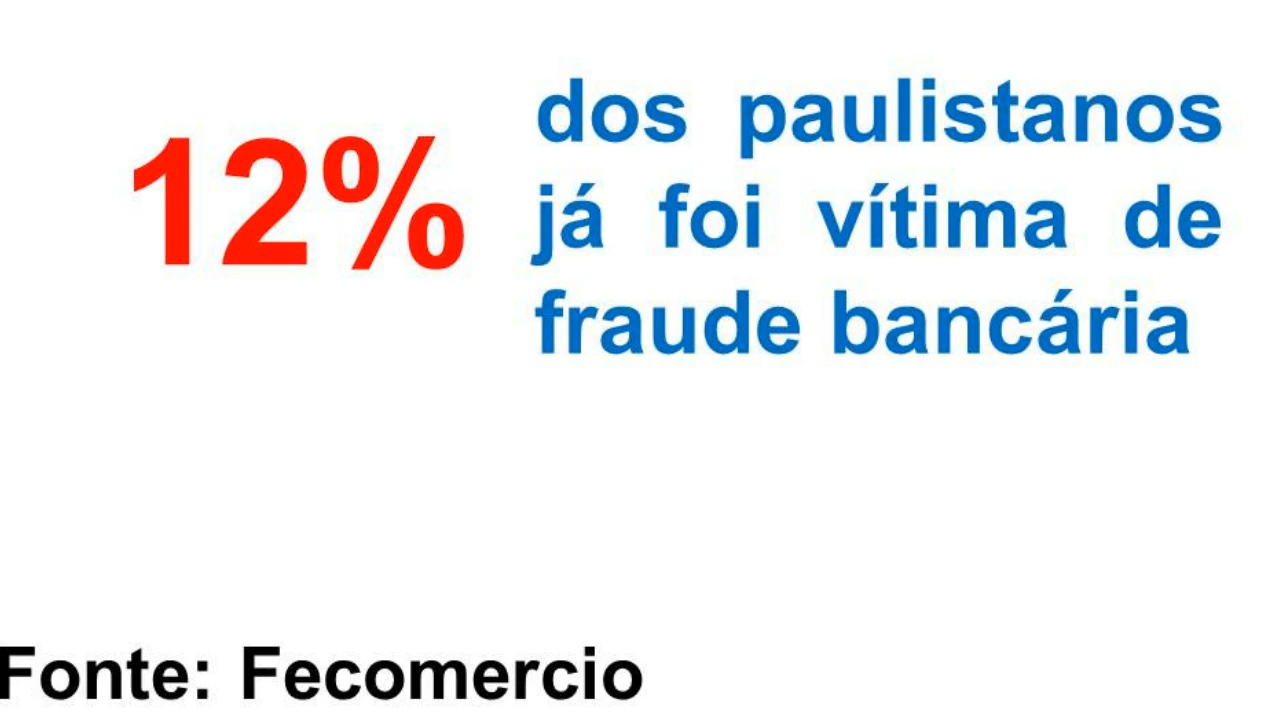 12%
dos paulistanos
já foi vítima de
fraude bancária
Fonte: Fecomercio